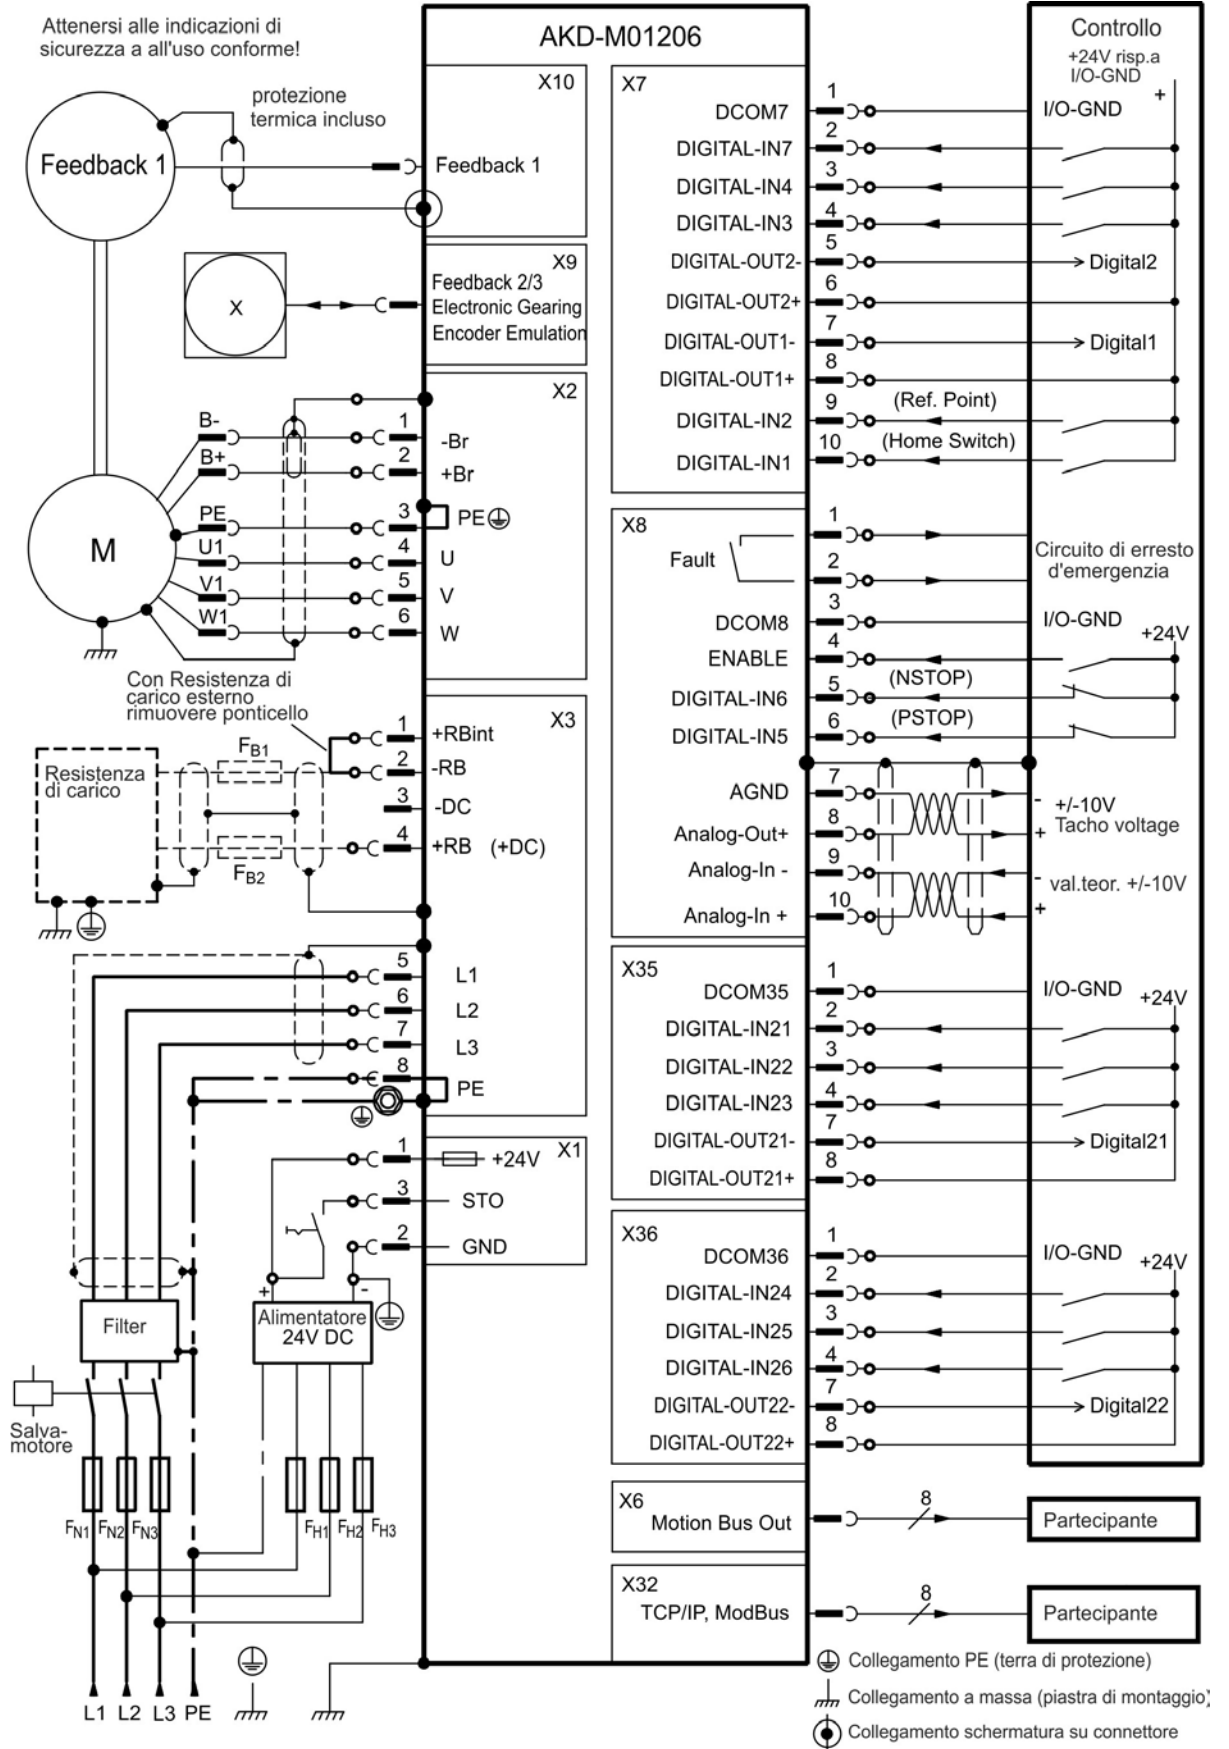 Attenersi alle indicazioni di
sicurezza a all'uso conforme!
AKD-M01206
Controllo
+24V risp.a
I/O-GND
+
X10
protezione
termica incluso
Feedback 1
Feedback 1
X9
Feedback 2/3
Electronic Gearing
Encoder Emulation
X
X2
B-
1
-Br
B+
2
+Br
PE
3
PE
U1
4
U
V1
5
V
W1
6
W
M
Con Resistenza di
carico esterno
rimuovere ponticello
X3
1
+RBint
FB1
2
-RB
Resistenza
di carico
3
-DC
4
+RB (+DC)
FB2
5
L1
6
L2
7
L3
8
PE
X1
1
+24V
3
STO
2
GND
+
-
Filter
Alimentatore
24V DC
Salva-
motore
FN1 FN2 FN3
FH1 FH2 FH3
L1 L2 L3 PE
X7
DCOM7
1
I/O-GND
DIGITAL-IN7
2
DIGITAL-IN4
3
DIGITAL-IN3
4
DIGITAL-OUT2-
5
Digital2
DIGITAL-OUT2+
6
DIGITAL-OUT1-
7
Digital1
DIGITAL-OUT1+
8
DIGITAL-IN2
9
(Ref. Point)
DIGITAL-IN1
10
(Home Switch)
X8
Fault
1
2
Circuito di erresto
d'emergenzia
DCOM8
3
I/O-GND
+24V
ENABLE
4
DIGITAL-IN6
5
(NSTOP)
DIGITAL-IN5
6
(PSTOP)
AGND
7
-
+/-10V
Tacho voltage
Analog-Out+
8
+
Analog-In -
9
-
val.teor. +/-10V
Analog-In +
10
+
X35
DCOM35
1
I/O-GND
+24V
DIGITAL-IN21
2
DIGITAL-IN22
3
DIGITAL-IN23
4
DIGITAL-OUT21-
7
Digital21
DIGITAL-OUT21+
8
X36
DCOM36
1
I/O-GND
+24V
DIGITAL-IN24
2
DIGITAL-IN25
3
DIGITAL-IN26
4
DIGITAL-OUT22-
7
Digital22
DIGITAL-OUT22+
8
X6
Motion Bus Out
8
Partecipante
X32
TCP/IP, ModBus
8
Partecipante
Collegamento PE (terra di protezione)
Collegamento a massa (piastra di montaggio)
Collegamento schermatura su connettore